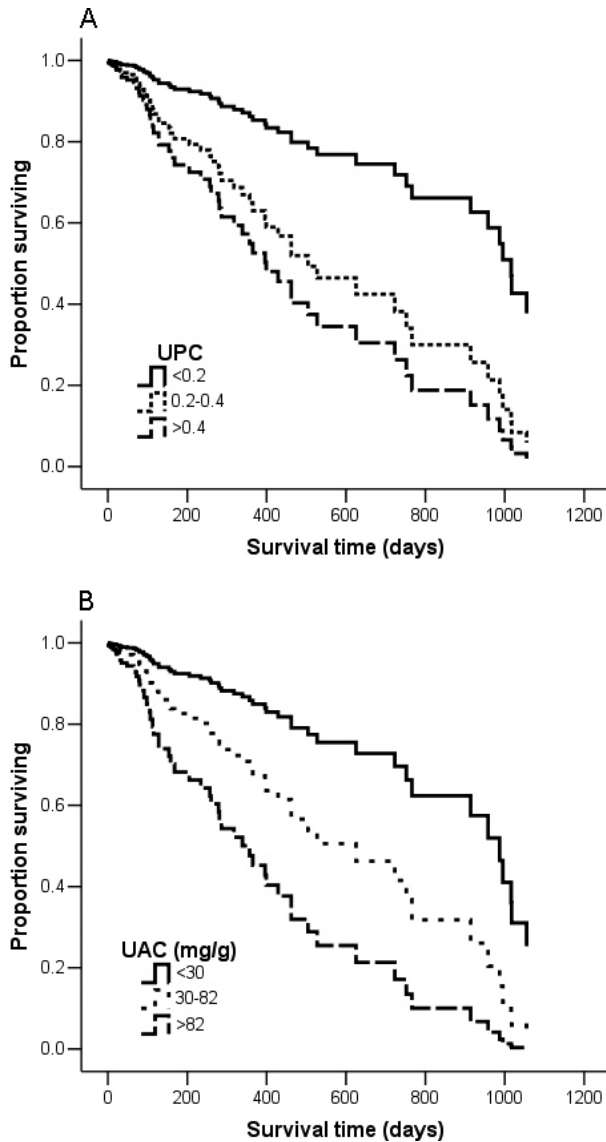 A
1.0
0.8
0.6
0.4
0.2
0.0
Proportion surviving
UPC
<0.2
0.2-0.4
>0.4
0 200 400 600 800 1000 1200
Survival time (days)
B
1.0
0.8
0.6
0.4
0.2
0.0
Proportion surviving
UAC (mg/g)
<30
30-82
>82
0 200 400 600 800 1000 1200
Survival time (days)